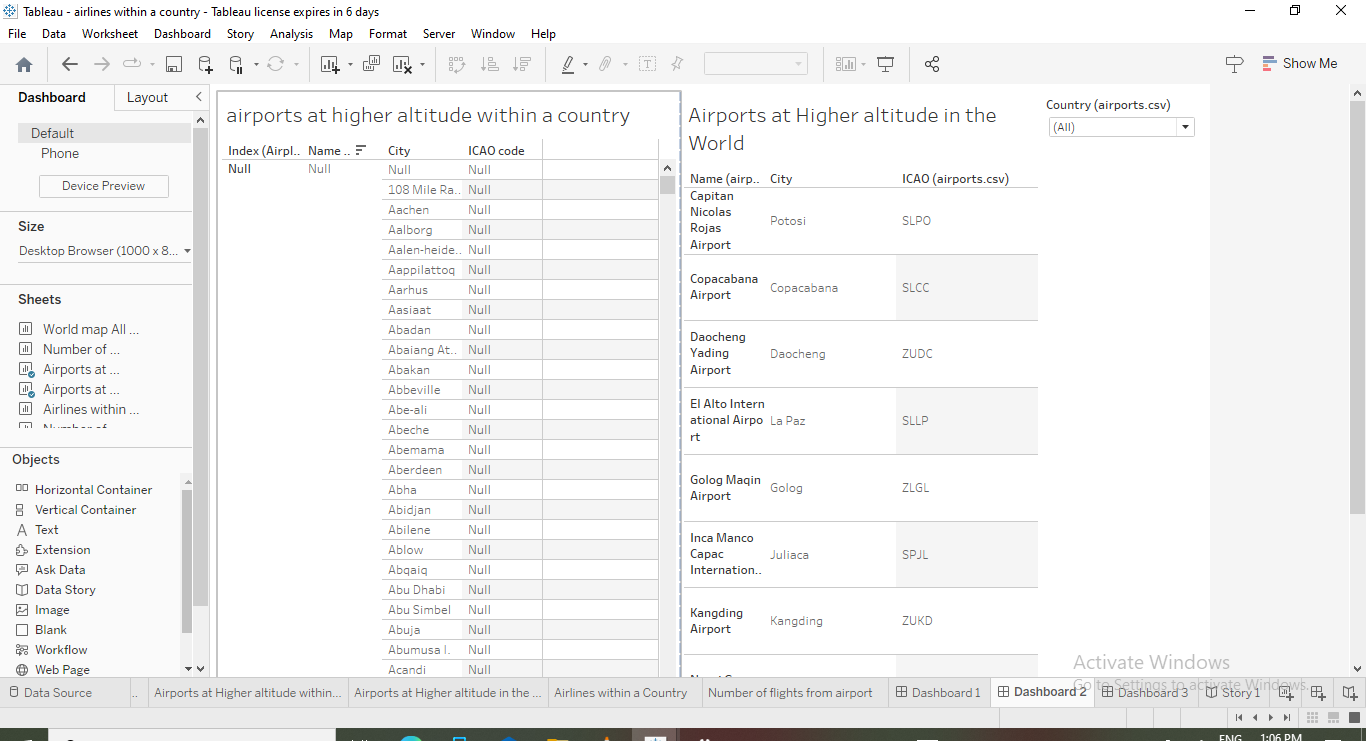 Tableau - airlines within a country - Tableau license expires in 6 days
File Data Worksheet Dashboard Story Analysis Map Format Server Window Help
Show Me
Dashboard Layout
Default
Phone
Device Preview
Size
Desktop Browser (1000 x 8...
Sheets
World map All ...
Number of ...
Airports at ...
Airports at ...
Airlines within ...
Objects
Horizontal Container
Vertical Container
Text
Extension
Ask Data
Data Story
Image
Blank
Workflow
Web Page
airports at higher altitude within a country
Index (Airpl.. Name .. City ICAO code
Null Null Null Null
108 Mile Ra.. Null
Aachen Null
Aalborg Null
Aalen-heide.. Null
Aappilattoq Null
Aarhus Null
Aasiaat Null
Abadan Null
Abaiang At.. Null
Abakan Null
Abbeville Null
Abe-ali Null
Abeche Null
Abemama Null
Aberdeen Null
Abha Null
Abidjan Null
Abilene Null
Ablow Null
Abqaiq Null
Abu Dhabi Null
Abu Simbel Null
Abuja Null
Abumusa I. Null
Acandi Null
Airports at Higher altitude in the
World
Name (airp.. City ICAO (airports.csv)
Capitan
Nicolas
Rojas
Airport
Potosi SLPO
Copacabana
Airport
Copacabana SLCC
Daocheng
Yading
Airport
Daocheng ZUDC
El Alto Intern
ational Airpo
rt
La Paz SLLP
Golog Maqin
Airport
Golog ZLGL
Inca Manco
Capac
Internation..
Juliaca SPJL
Kangding
Airport
Kangding ZUKD
Country (airports.csv)
(All)
Activate Windows
Go to Settings to activate Windows.
Data Source .. Airports at Higher altitude within... Airports at Higher altitude in the ... Airlines within a Country Number of flights from airport Dashboard 1 Dashboard 2 Dashboard 3 Story 1
ENG 1:06 PM